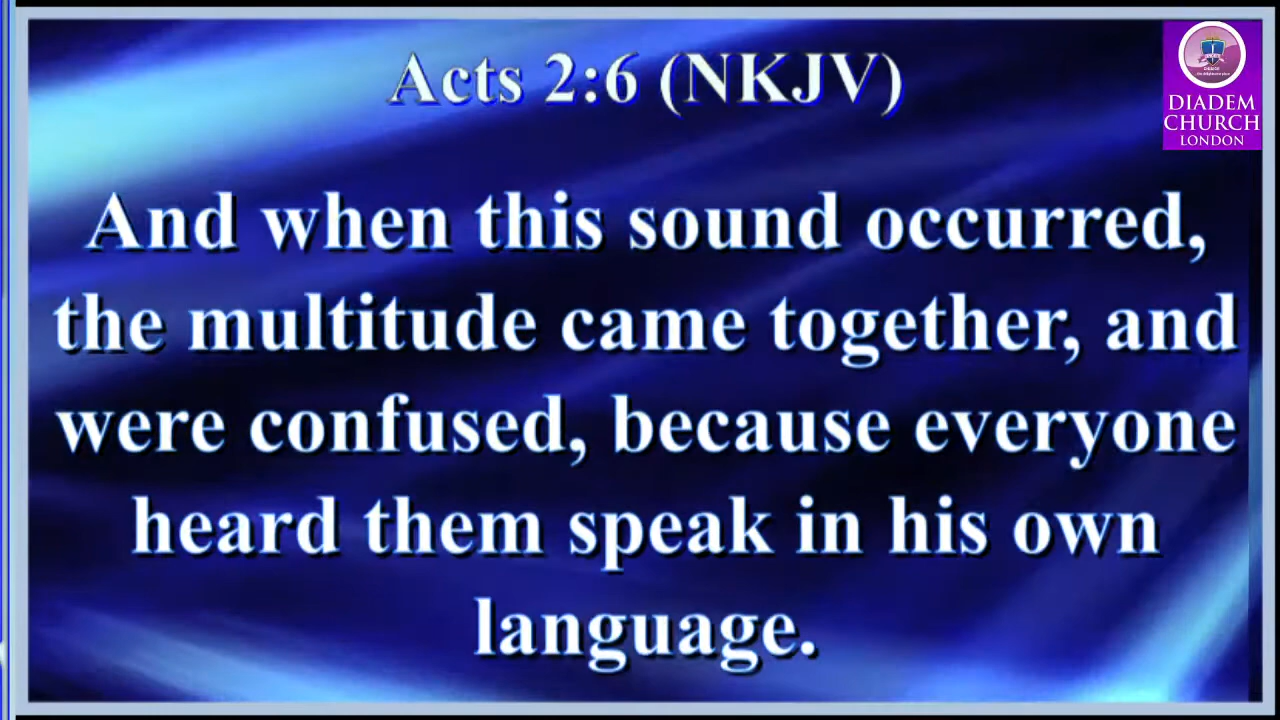 Acts 2:6 (NKJV)
DIADEM
CHURCH
LONDON
And when this sound occurred,
the multitude came together, and
were confused, because everyone
heard them speak in his own
language.